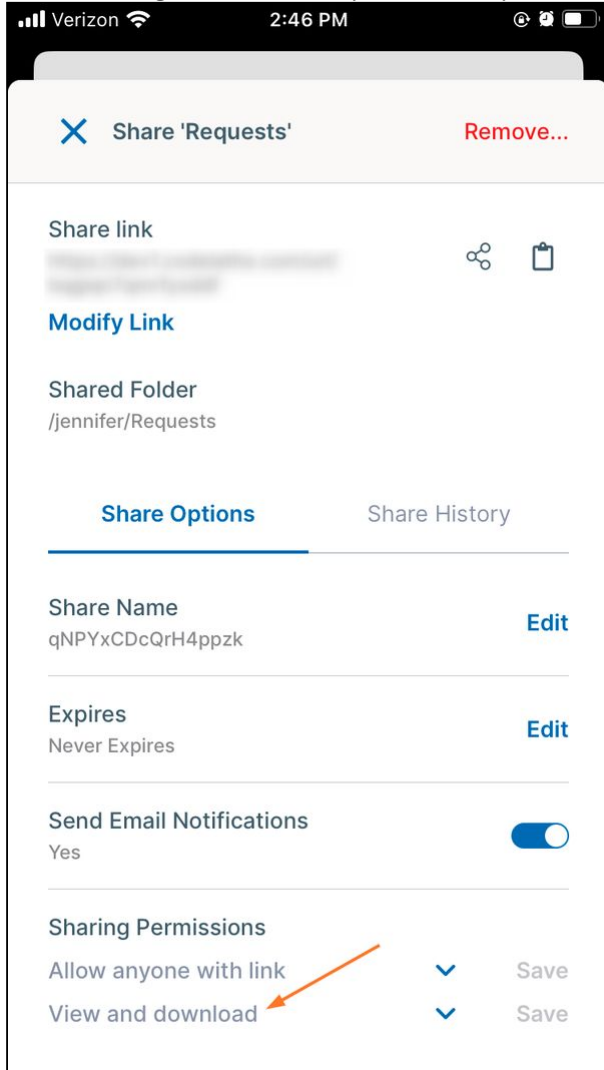 Verizon 2:46 PM
Share 'Requests' Remove...
Share link
Modify Link
Shared Folder
/jennifer/Requests
Share Options Share History
Share Name
qNPYxCDcQrH4ppzk Edit
Expires
Never Expires Edit
Send Email Notifications
Yes
Sharing Permissions
Allow anyone with link Save
View and download Save